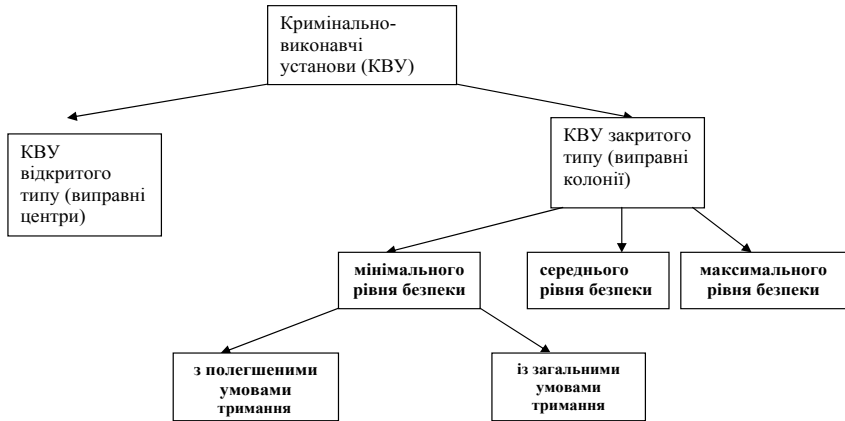 Кримінально-
виконавчі
установи (КВУ)
КВУ
відкритого
типу (виправні
центри)
КВУ закритого
типу (виправні
колонії)
мінімального
рівня безпеки
середнього
рівня безпеки
максимального
рівня безпеки
з полегшеними
умовами
тримання
із загальними
умовами
тримання